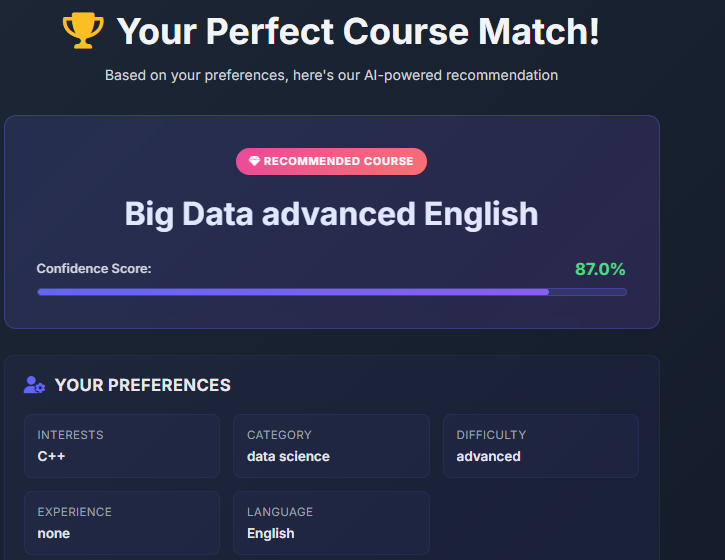 Your Perfect Course Match!
Based on your preferences, here's our AI-powered recommendation
RECOMMENDED COURSE
Big Data advanced English
Confidence Score:
87.0%
YOUR PREFERENCES
INTERESTS
C++
CATEGORY
data science
DIFFICULTY
advanced
EXPERIENCE
none
LANGUAGE
English